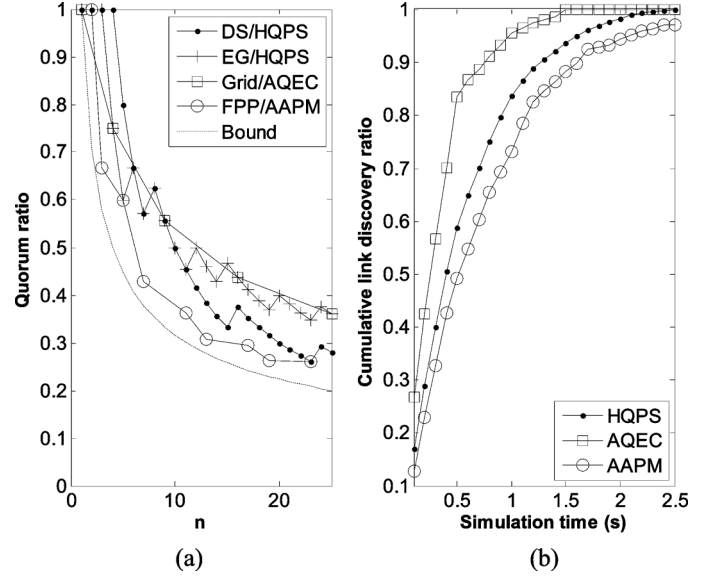 1
0.9
0.8
0.7
0.6
0.5
0.4
0.3
0.2
0.1
0
Quorum ratio
0
10
20
n
DS/HQPS
EG/HQPS
Grid/AQEC
FPP/AAPM
Bound
(a)
1
0.9
0.8
0.7
0.6
0.5
0.4
0.3
0.2
0.1
Cumulative link discovery ratio
0.5
1
1.5
2
2.5
Simulation time (s)
HQPS
AQEC
AAPM
(b)